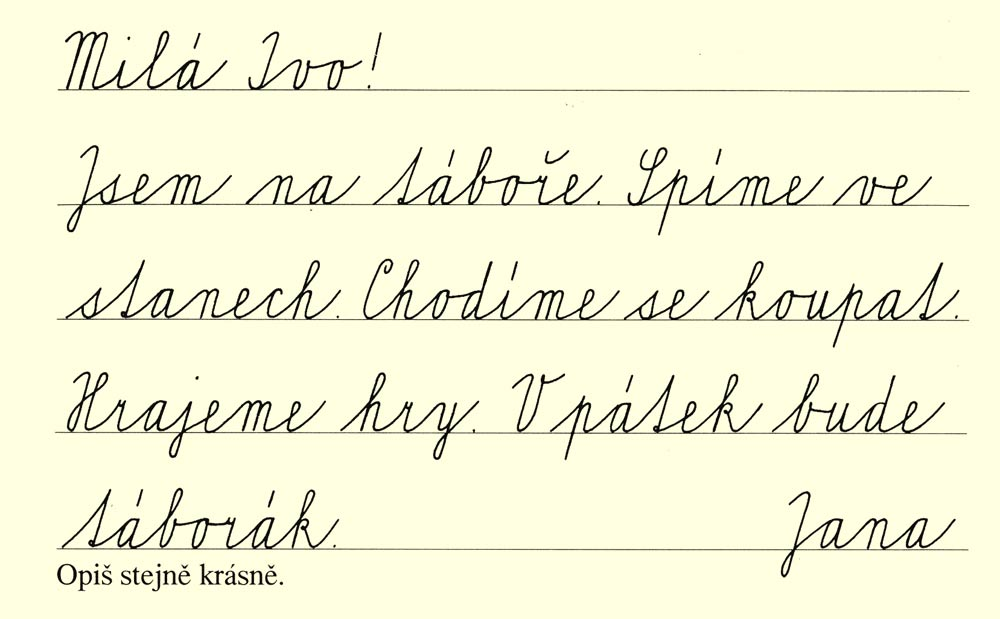 Milá Ivo!
Jsem na táboře. Spíme ve
stanech. Chodíme se koupat.
Hrajeme hry. V pátek bude
táborák. Jana
Opiš stejně krásně.